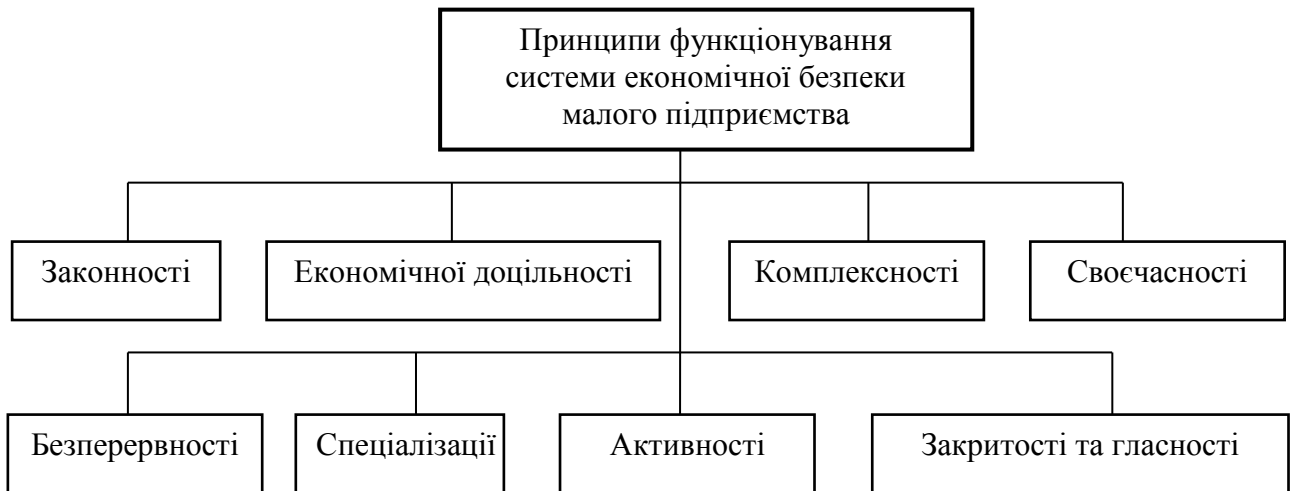 Принципи функціонування
системи економічної безпеки
малого підприємства
Законності
Економічної доцільності
Комплексності
Своєчасності
Безперервності
Спеціалізації
Активності
Закритості та гласності